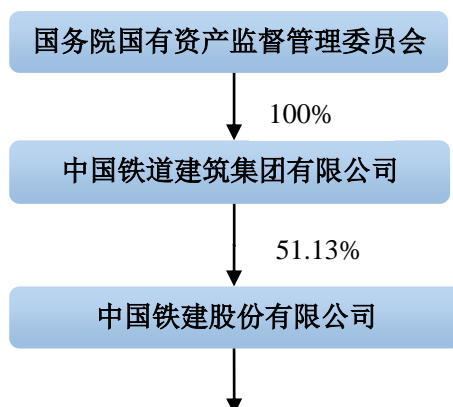 国务院国有资产监督管理委员会
100%
中国铁道建筑集团有限公司
51.13%
中国铁建股份有限公司